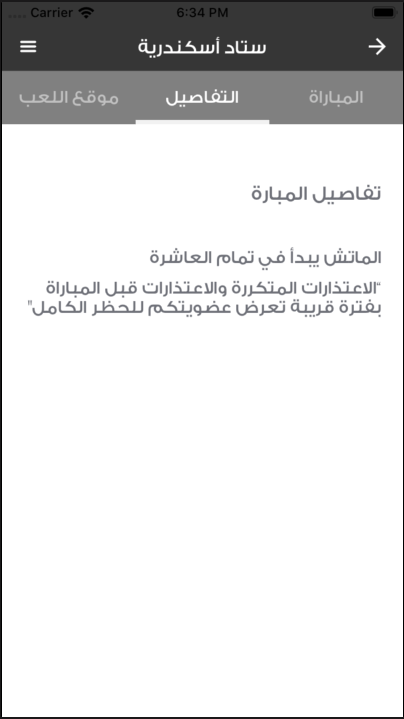 Carrier 6:34 PM
ستاد أسكندرية
المباراة التفاصيل موقع اللعب
تفاصيل المبارة
الماتش يبدأ في تمام العاشرة
"الاعتذارات المتكررة والاعتذارات قبل المباراة
بفترة قريبة تعرض عضويتكم للحظر الكامل"